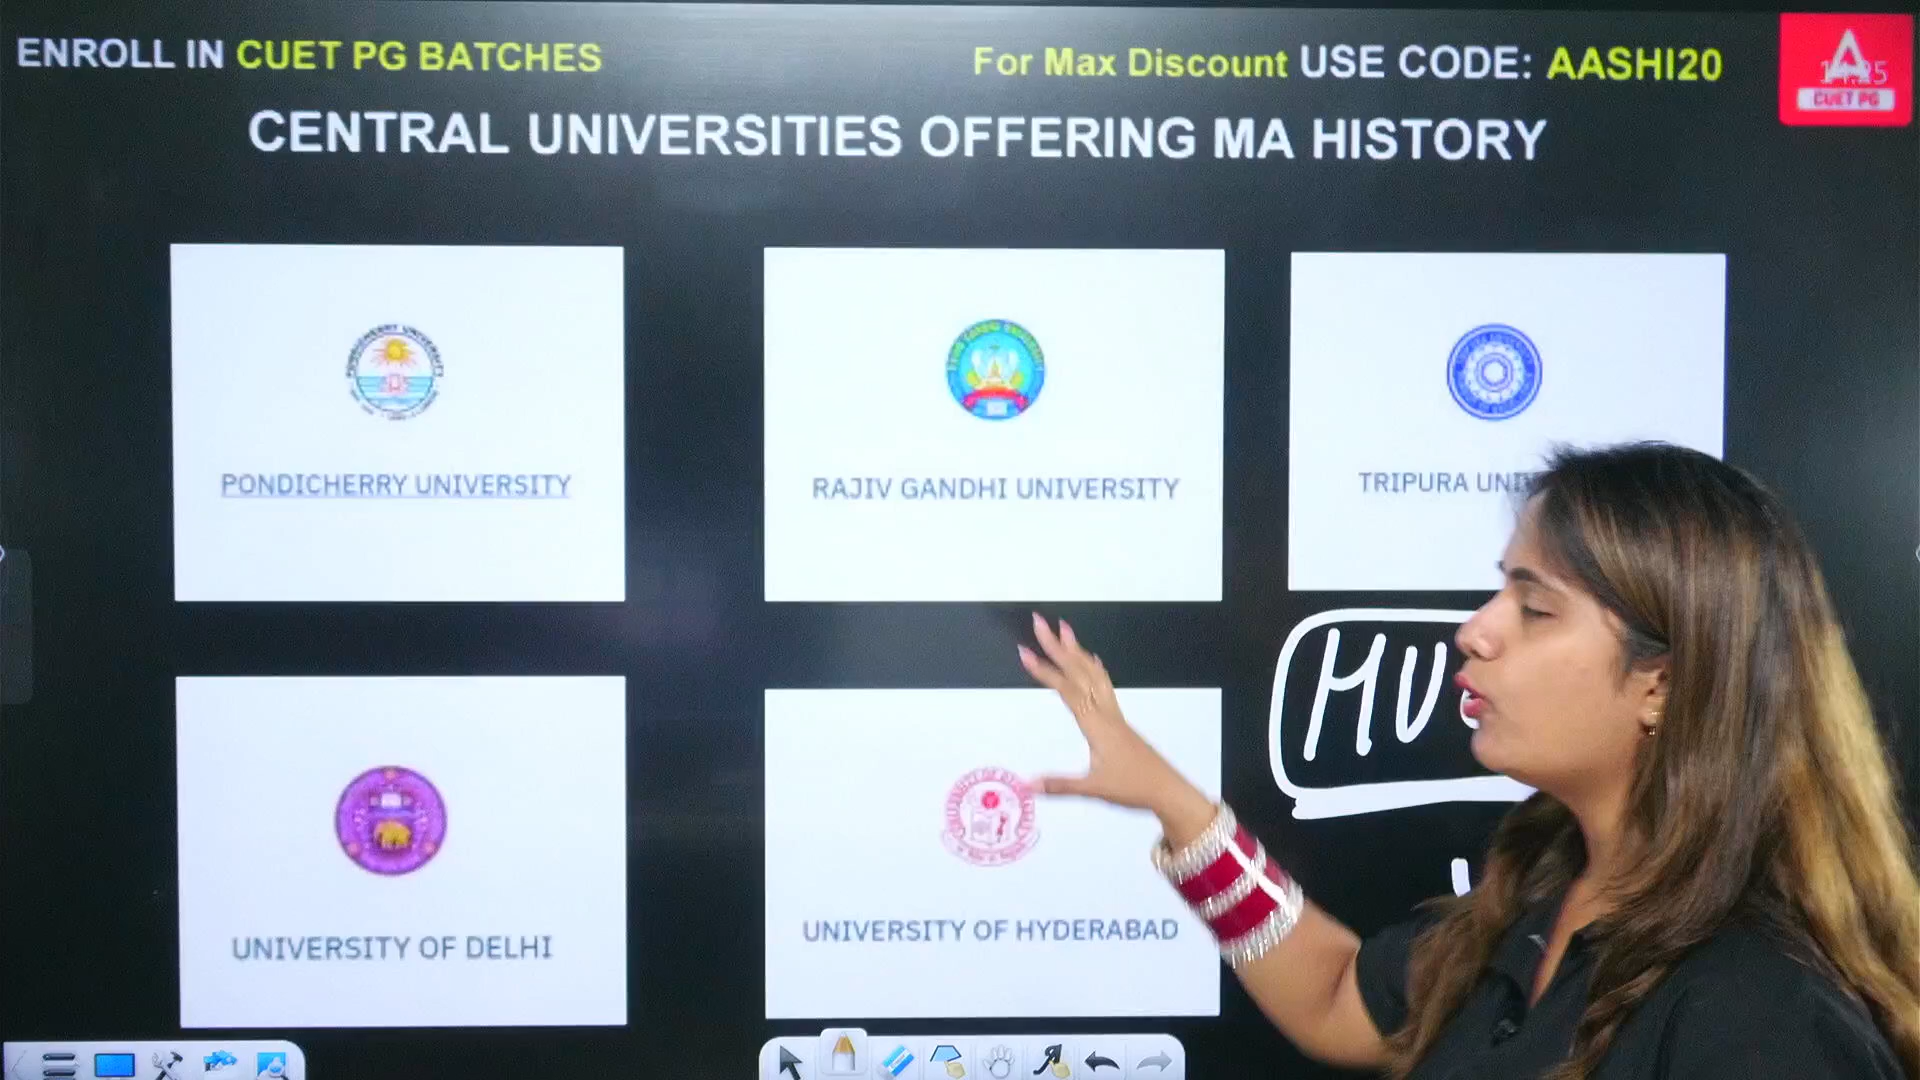 ENROLL IN CUET PG BATCHES
For Max Discount USE CODE: AASHI20
CUET PG
CENTRAL UNIVERSITIES OFFERING MA HISTORY
PONDICHERRY UNIVERSITY
RAJIV GANDHI UNIVERSITY
TRIPURA
UNIVERSITY OF DELHI
UNIVERSITY OF HYDERABAD